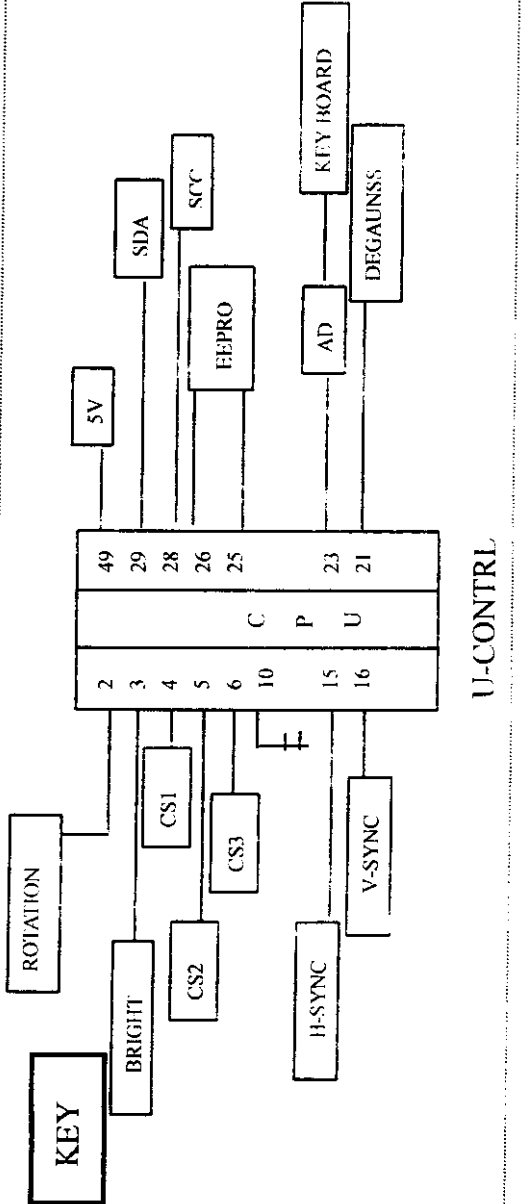 KEY
ROTATION
BRIGHT
CS1
CS2
CS3
H-SYNC
V-SYNC
2
3
4
5
6
10
15
16
C
P
U
49
29
28
26
25
23
21
5V
SDA
SCC
EEPRO
AD
KEY BOARD
DEGAUNSS
U-CONTRL